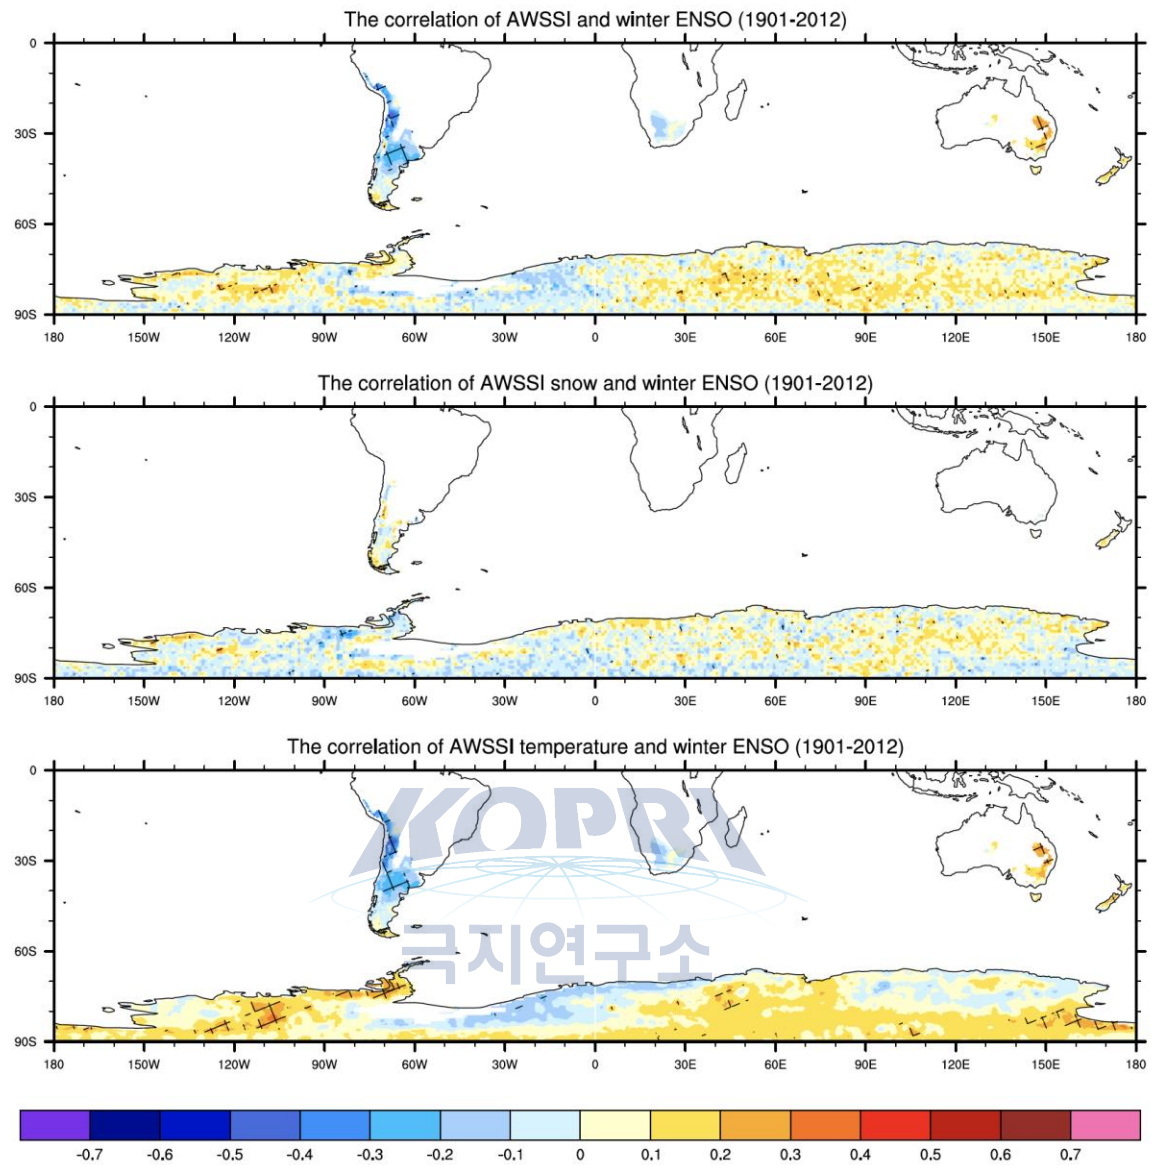 The correlation of AWSSI and winter ENSO (1901-2012)
0
30S
60S
90S
180 150W 120W 90W 60W 30W 0 30E 60E 90E 120E 150E 180
The correlation of AWSSI snow and winter ENSO (1901-2012)
0
30S
60S
90S
180 150W 120W 90W 60W 30W 0 30E 60E 90E 120E 150E 180
The correlation of AWSSI temperature and winter ENSO (1901-2012)
0
KOPRI
30S
극지연구소
60S
90S
180 150W 120W 90W 60W 30W 0 30E 60E 90E 120E 150E 180
-0.7 -0.6 -0.5 -0.4 -0.3 -0.2 -0.1 0 0.1 0.2 0.3 0.4 0.5 0.6 0.7